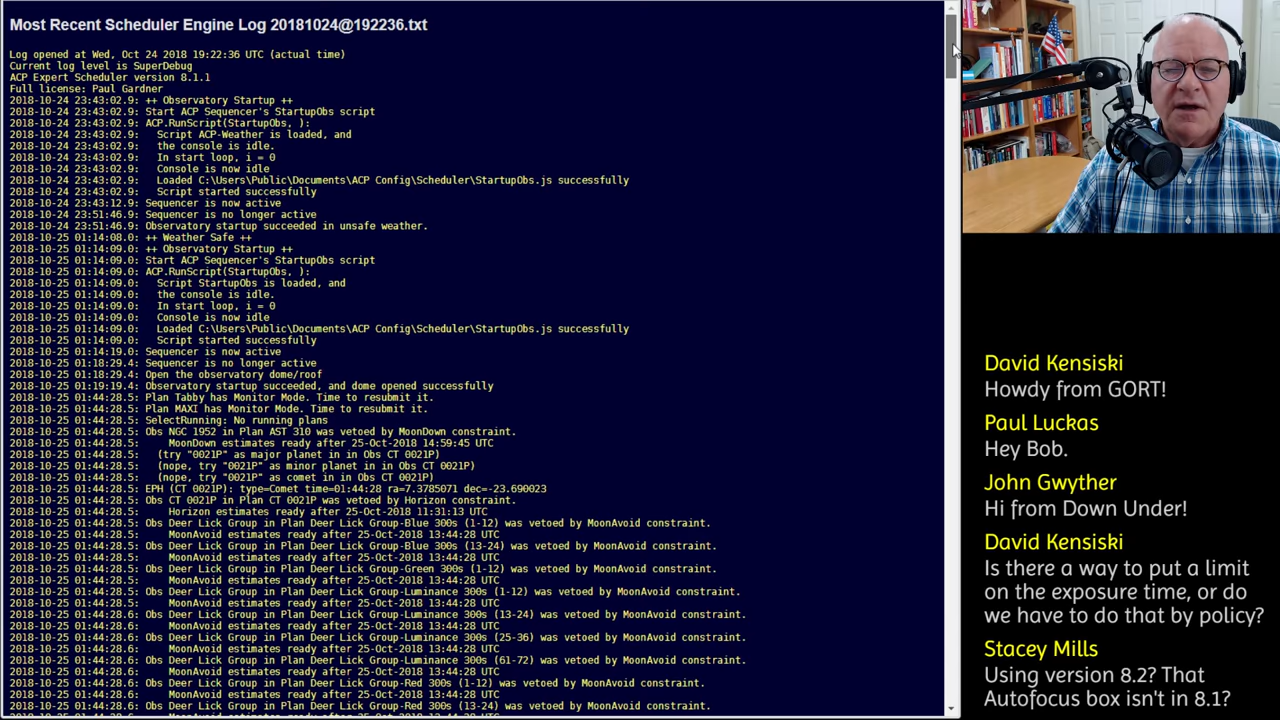 Most Recent Scheduler Engine Log 20181024@192236.txt
Log opened at Wed, Oct 24 2018 19:22:36 UTC (actual time)
Current log level is SuperDebug
ACP Expert Scheduler version 8.1.1
Full license: Paul Gardner
2018-10-24 23:43:02.9: ++ Observatory Startup ++
2018-10-24 23:43:02.9: Start ACP Sequencer's StartupObs script
2018-10-24 23:43:02.9: ACP.RunScript(StartupObs, ):
2018-10-24 23:43:02.9:   Script ACP-Weather is loaded, and
2018-10-24 23:43:02.9:   the console is idle.
2018-10-24 23:43:02.9:   In start loop, i = 0
2018-10-24 23:43:02.9:   Console is now idle
2018-10-24 23:43:02.9:   Loaded C:\Users\Public\Documents\ACP Config\Scheduler\StartupObs.js successfully
2018-10-24 23:43:02.9:   Script started successfully
2018-10-24 23:43:12.9: Sequencer is now active
2018-10-24 23:51:46.9: Sequencer is no longer active
2018-10-24 23:51:46.9: Observatory startup succeeded in unsafe weather.
2018-10-25 01:14:08.0: ++ Weather Safe ++
2018-10-25 01:14:09.0: ++ Observatory Startup ++
2018-10-25 01:14:09.0: Start ACP Sequencer's StartupObs script
2018-10-25 01:14:09.0: ACP.RunScript(StartupObs, ):
2018-10-25 01:14:09.0:   Script StartupObs is loaded, and
2018-10-25 01:14:09.0:   the console is idle.
2018-10-25 01:14:09.0:   In start loop, i = 0
2018-10-25 01:14:09.0:   Console is now idle
2018-10-25 01:14:09.0:   Loaded C:\Users\Public\Documents\ACP Config\Scheduler\StartupObs.js successfully
2018-10-25 01:14:09.0:   Script started successfully
2018-10-25 01:14:19.0: Sequencer is now active
2018-10-25 01:18:29.4: Sequencer is no longer active
2018-10-25 01:18:29.4: Open the observatory dome/roof
2018-10-25 01:19:19.4: Observatory startup succeeded, and dome opened successfully
2018-10-25 01:44:28.5: Plan Tabby has Monitor Mode. Time to resubmit it.
2018-10-25 01:44:28.5: Plan MAXI has Monitor Mode. Time to resubmit it.
2018-10-25 01:44:28.5: SelectRunning: No running plans
2018-10-25 01:44:28.5: Obs NGC 1952 in Plan AST 310 was vetoed by MoonDown constraint.
2018-10-25 01:44:28.5:     MoonDown estimates ready after 25-Oct-2018 14:59:45 UTC
2018-10-25 01:44:28.5:   (try "0021P" as major planet in in Obs CT 0021P)
2018-10-25 01:44:28.5:   (nope, try "0021P" as minor planet in in Obs CT 0021P)
2018-10-25 01:44:28.5:   (nope, try "0021P" as comet in in Obs CT 0021P)
2018-10-25 01:44:28.5: EPH (CT 0021P): type=Comet time=01:44:28 ra=7.3785071 dec=-23.690023
2018-10-25 01:44:28.5: Obs CT 0021P in Plan CT 0021P was vetoed by Horizon constraint.
2018-10-25 01:44:28.5:     Horizon estimates ready after 25-Oct-2018 11:31:13 UTC
2018-10-25 01:44:28.5: Obs Deer Lick Group in Plan Deer Lick Group-Blue 300s (1-12) was vetoed by MoonAvoid constraint.
2018-10-25 01:44:28.5:     MoonAvoid estimates ready after 25-Oct-2018 13:44:28 UTC
2018-10-25 01:44:28.5: Obs Deer Lick Group in Plan Deer Lick Group-Blue 300s (13-24) was vetoed by MoonAvoid constraint.
2018-10-25 01:44:28.5:     MoonAvoid estimates ready after 25-Oct-2018 13:44:28 UTC
2018-10-25 01:44:28.5: Obs Deer Lick Group in Plan Deer Lick Group-Green 300s (1-12) was vetoed by MoonAvoid constraint.
2018-10-25 01:44:28.5:     MoonAvoid estimates ready after 25-Oct-2018 13:44:28 UTC
2018-10-25 01:44:28.5: Obs Deer Lick Group in Plan Deer Lick Group-Luminance 300s (1-12) was vetoed by MoonAvoid constraint.
2018-10-25 01:44:28.5:     MoonAvoid estimates ready after 25-Oct-2018 13:44:28 UTC
2018-10-25 01:44:28.6: Obs Deer Lick Group in Plan Deer Lick Group-Luminance 300s (13-24) was vetoed by MoonAvoid constraint.
2018-10-25 01:44:28.6:     MoonAvoid estimates ready after 25-Oct-2018 13:44:28 UTC
2018-10-25 01:44:28.6: Obs Deer Lick Group in Plan Deer Lick Group-Luminance 300s (25-36) was vetoed by MoonAvoid constraint.
2018-10-25 01:44:28.6:     MoonAvoid estimates ready after 25-Oct-2018 13:44:28 UTC
2018-10-25 01:44:28.6: Obs Deer Lick Group in Plan Deer Lick Group-Luminance 300s (61-72) was vetoed by MoonAvoid constraint.
2018-10-25 01:44:28.6:     MoonAvoid estimates ready after 25-Oct-2018 13:44:28 UTC
2018-10-25 01:44:28.6: Obs Deer Lick Group in Plan Deer Lick Group-Red 300s (1-12) was vetoed by MoonAvoid constraint.
2018-10-25 01:44:28.6:     MoonAvoid estimates ready after 25-Oct-2018 13:44:28 UTC
2018-10-25 01:44:28.6: Obs Deer Lick Group in Plan Deer Lick Group-Red 300s (13-24) was vetoed by MoonAvoid constraint.
David Kensiski
Howdy from GORT!
Paul Luckas
Hey Bob.
John Gwyther
Hi from Down Under!
David Kensiski
Is there a way to put a limit
on the exposure time, or do
we have to do that by policy?
Stacey Mills
Using version 8.2? That
Autofocus box isn't in 8.1?